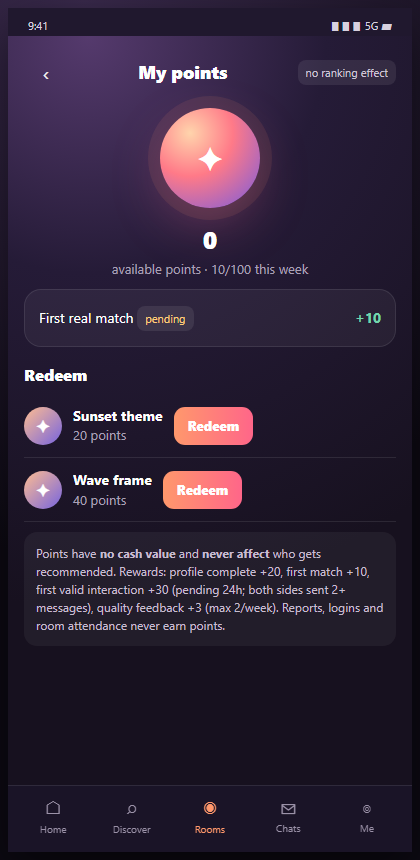 9:41
5G
‹ My points no ranking effect
0
available points · 10/100 this week
First real match pending +10
Redeem
Sunset theme
20 points
Redeem
Wave frame
40 points
Redeem
Points have no cash value and never affect who gets
recommended. Rewards: profile complete +20, first match +10,
first valid interaction +30 (pending 24h; both sides sent 2+
messages), quality feedback +3 (max 2/week). Reports, logins and
room attendance never earn points.
Home Discover Rooms Chats Me